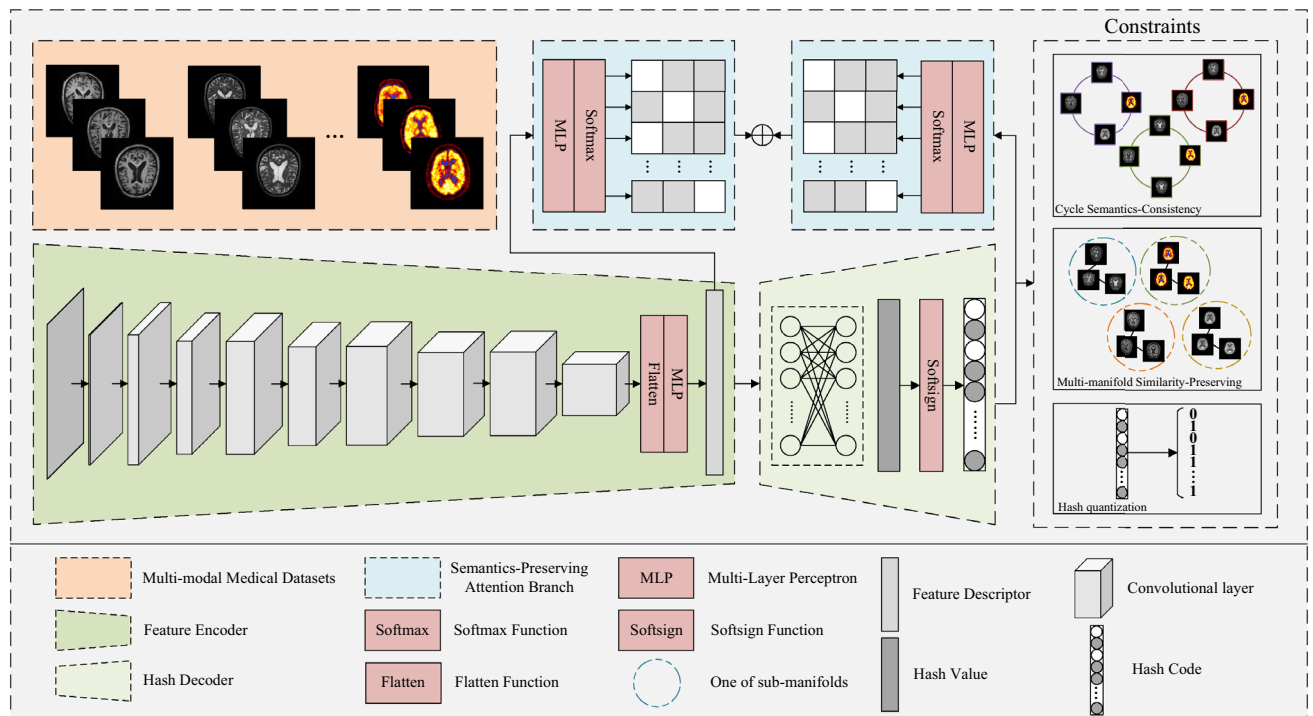 Constraints
...
MLP
Softmax
Softmax
MLP
Cycle Semantics-Consistency
Multi-manifold Similarity-Preserving
Flatten
MLP
Softsign
0
1
0
1
1
1
Hash quantization
Multi-modal Medical Datasets
Semantics-Preserving
Attention Branch
MLP
Multi-Layer Perceptron
Feature Descriptor
Convolutional layer
Feature Encoder
Softmax
Softmax Function
Softsign
Softsign Function
Hash Decoder
Flatten
Flatten Function
One of sub-manifolds
Hash Value
Hash Code